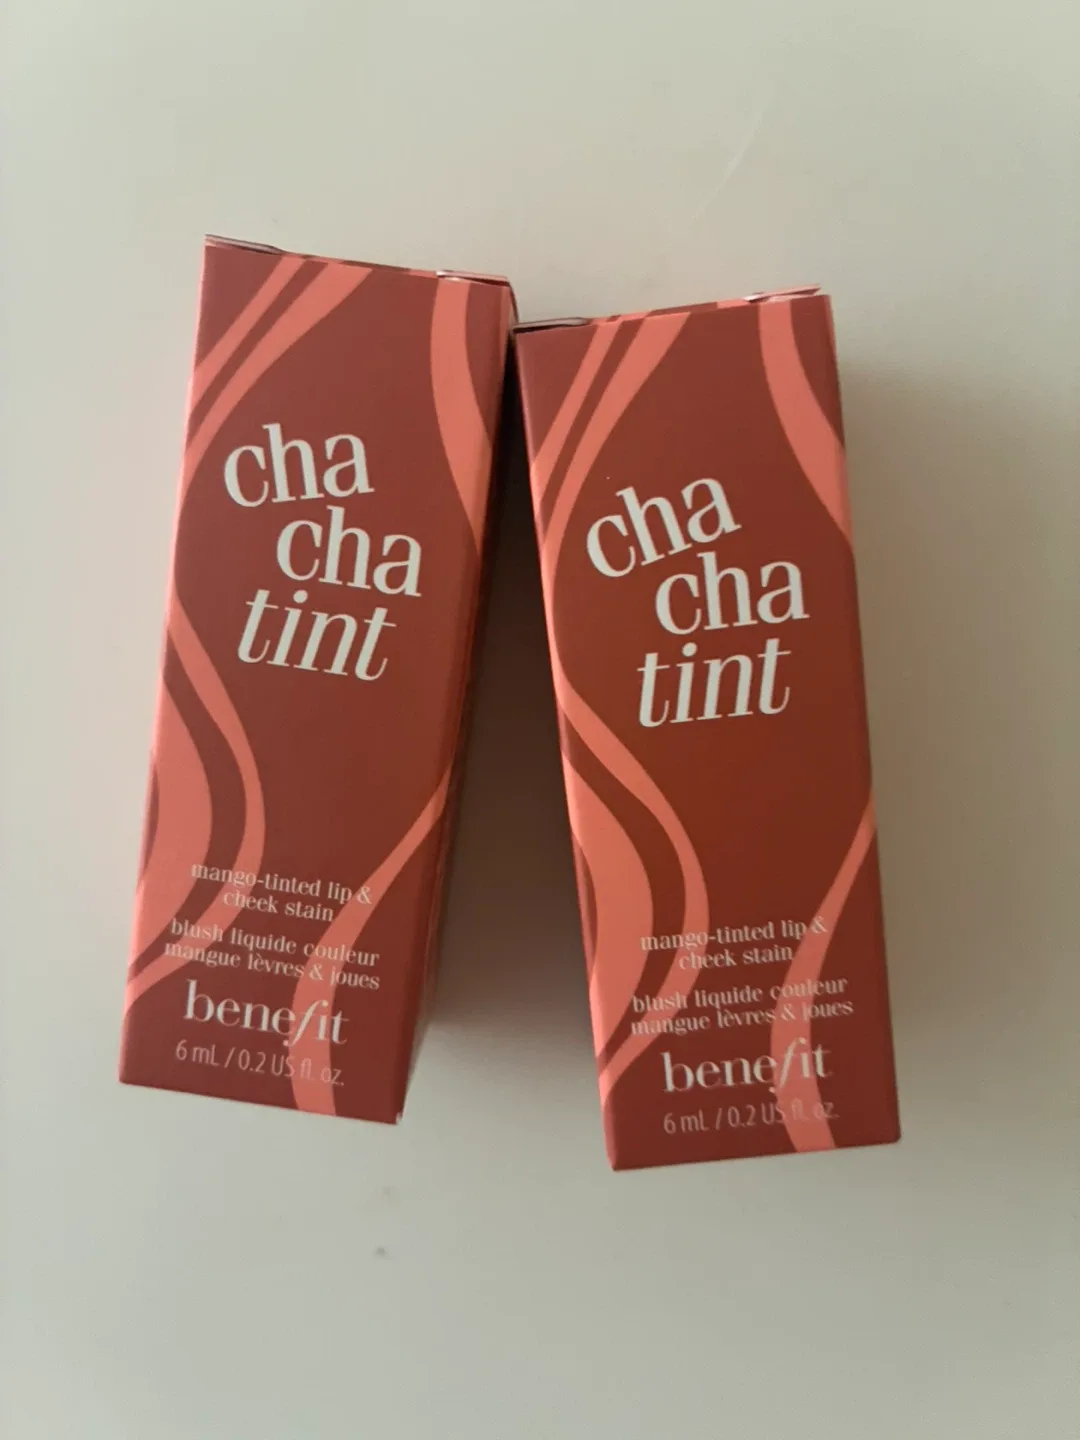 cha
cha
tint
mango-tinted lip &
cheek stain
blush liquide couleur
mangue lèvres & joues
benefit
6 mL / 0.2 US fl. oz.
cha
cha
tint
mango-tinted lip &
cheek stain
blush liquide couleur
mangue lèvres & joues
benefit
6 mL / 0.2 US fl. oz.